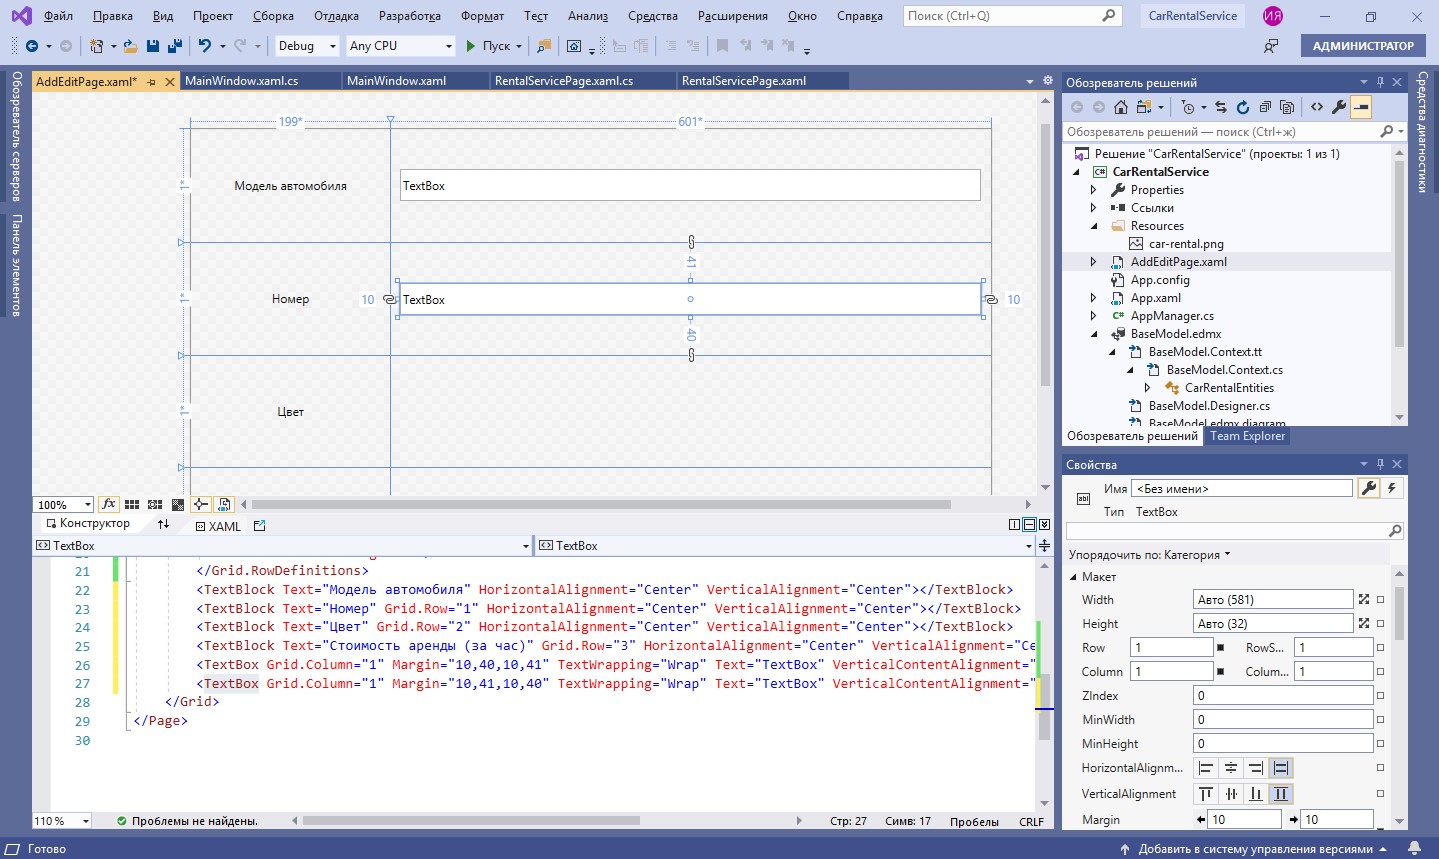 Файл Правка Вид Проект Сборка Отладка Разработка Формат Тест Анализ Средства Расширения Окно Справка Поиск (Ctrl+Q) CarRentalService ИЯ
Debug Any CPU Пуск АДМИНИСТРАТОР
Обозреватель серверов
Панель элементов
AddEditPage.xaml* MainWindow.xaml.cs MainWindow.xaml RentalServicePage.xaml.cs RentalServicePage.xaml
199* 601*
1* Модель автомобиля TextBox
41
1* Номер 10 TextBox 10
40
1* Цвет
100% fx
Конструктор XAML
TextBox TextBox
21 </Grid.RowDefinitions>
22 <TextBlock Text="Модель автомобиля" HorizontalAlignment="Center" VerticalAlignment="Center"></TextBlock>
23 <TextBlock Text="Номер" Grid.Row="1" HorizontalAlignment="Center" VerticalAlignment="Center"></TextBlock>
24 <TextBlock Text="Цвет" Grid.Row="2" HorizontalAlignment="Center" VerticalAlignment="Center"></TextBlock>
25 <TextBlock Text="Стоимость аренды (за час)" Grid.Row="3" HorizontalAlignment="Center" VerticalAlignment="Ce
26 <TextBox Grid.Column="1" Margin="10,40,10,41" TextWrapping="Wrap" Text="TextBox" VerticalContentAlignment="
27 <TextBox Grid.Column="1" Margin="10,41,10,40" TextWrapping="Wrap" Text="TextBox" VerticalContentAlignment="
28 </Grid>
29 </Page>
30
110 % Проблемы не найдены. Стр: 27 Симв: 17 Пробелы CRLF
Обозреватель решений
Обозреватель решений — поиск (Ctrl+ж)
Решение "CarRentalService" (проекты: 1 из 1)
CarRentalService
Properties
Ссылки
Resources
car-rental.png
AddEditPage.xaml
App.config
App.xaml
AppManager.cs
BaseModel.edmx
BaseModel.Context.tt
BaseModel.Context.cs
CarRentalEntities
BaseModel.Designer.cs
BaseModel.edmx.diagram
Обозреватель решений Team Explorer
Свойства
Имя <Без имени>
Тип TextBox
Упорядочить по: Категория
Макет
Width Авто (581)
Height Авто (32)
Row 1 RowS... 1
Column 1 Colum... 1
ZIndex 0
MinWidth 0
MinHeight 0
HorizontalAlignm...
VerticalAlignment
Margin 10 10
Средства диагностики
Готово Добавить в систему управления версиями